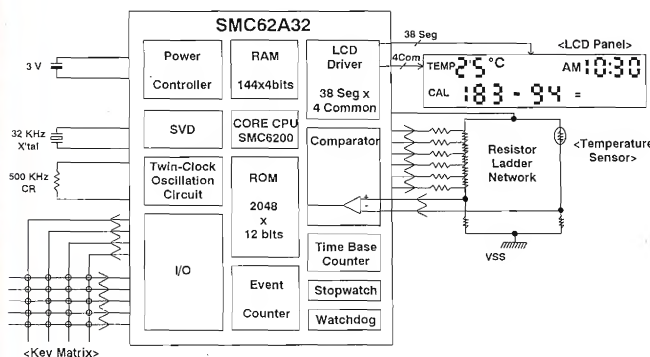 SMC62A32
Power
Controller
RAM
144x4bits
LCD
Driver
38 Seg x
4 Common
SVD
CORE CPU
SMC6200
Comparator
Twin-Clock
Oscillation
Circuit
ROM
2048
x
12 bits
I/O
Event
Counter
Time Base
Counter
Stopwatch
Watchdog
3 V
32 KHz
X'tal
500 KHz
CR
<Key Matrix>
38 Seg
4Com
<LCD Panel>
TEMP 25 °C AM 10:30
CAL 183 - 94 =
+
-
Resistor
Ladder
Network
<Temperature
Sensor>
VSS